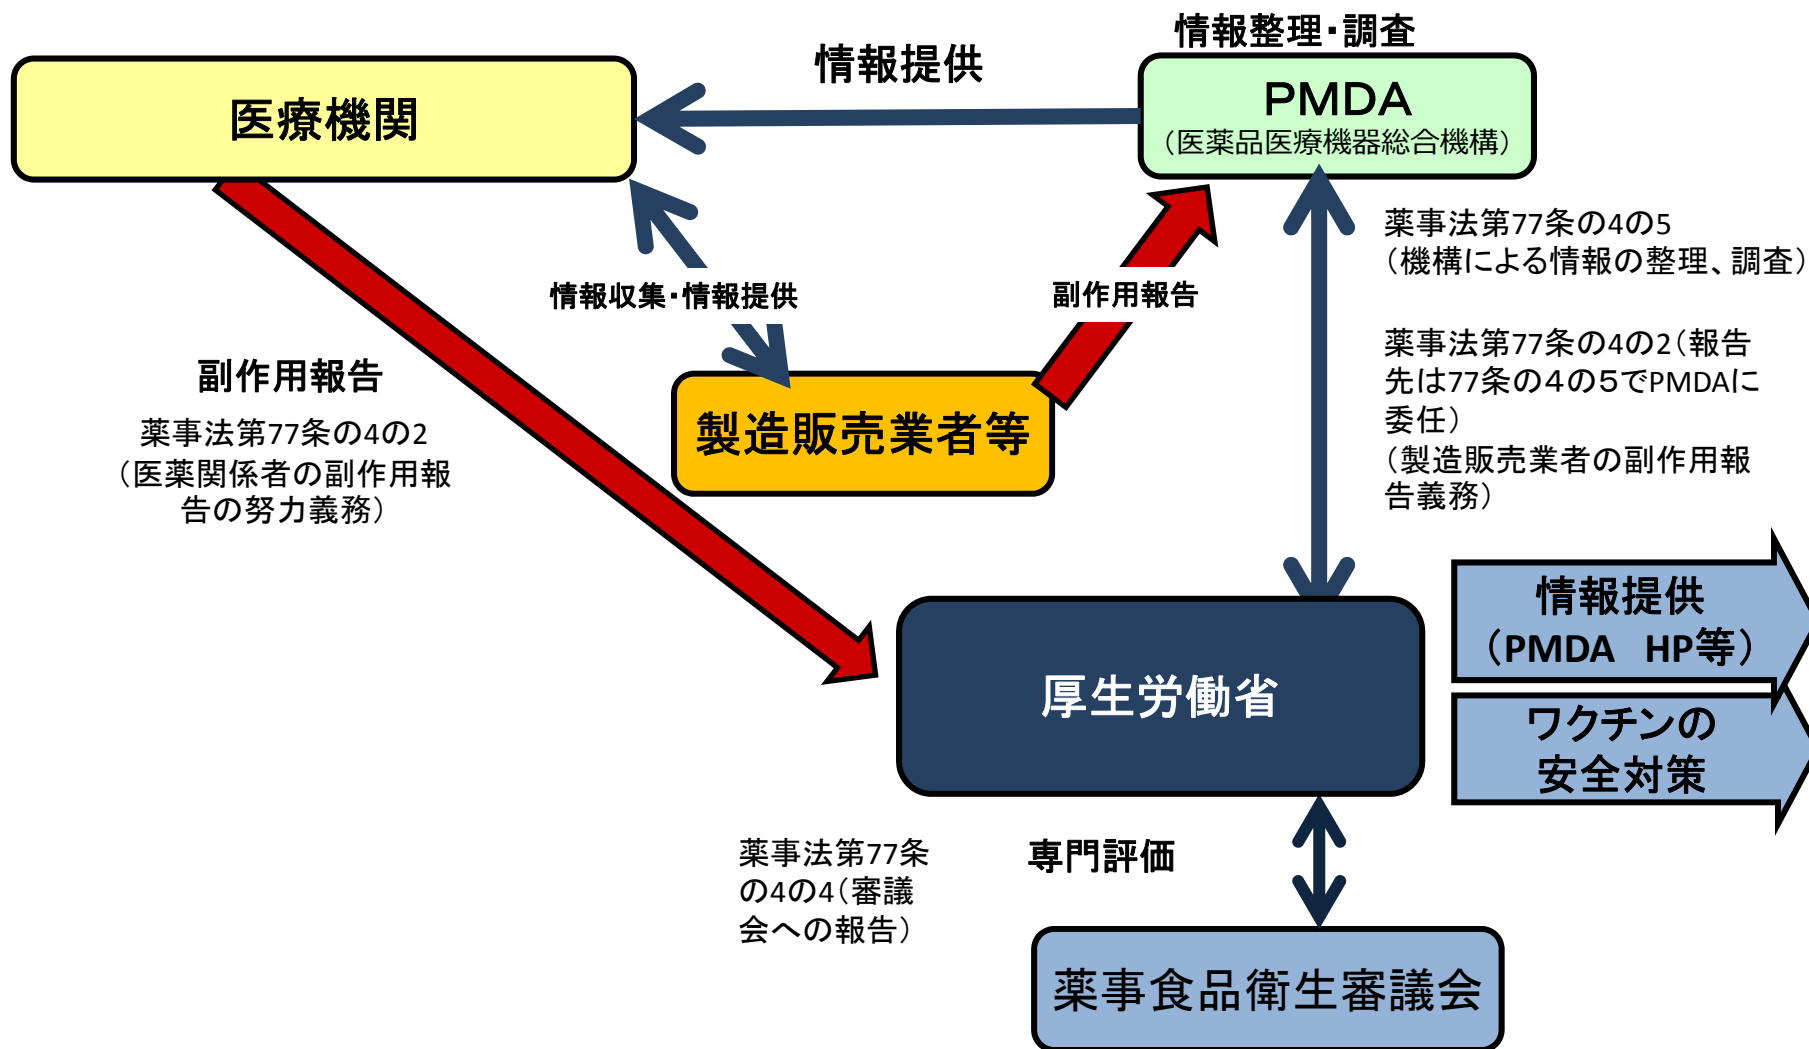 情報整理・調査
情報提供
医療機関
PMDA
（医薬品医療機器総合機構）
薬事法第77条の4の5
（機構による情報の整理、調査）
情報収集・情報提供
副作用報告
薬事法第77条の4の2（報告
先は77条の４の５でPMDAに
委任）
（製造販売業者の副作用報
告義務）
副作用報告
薬事法第77条の4の2
（医薬関係者の副作用報
告の努力義務）
製造販売業者等
情報提供
（PMDA　HP等）
厚生労働省
ワクチンの
安全対策
薬事法第77条
の4の4（審議
会への報告）
専門評価
薬事食品衛生審議会